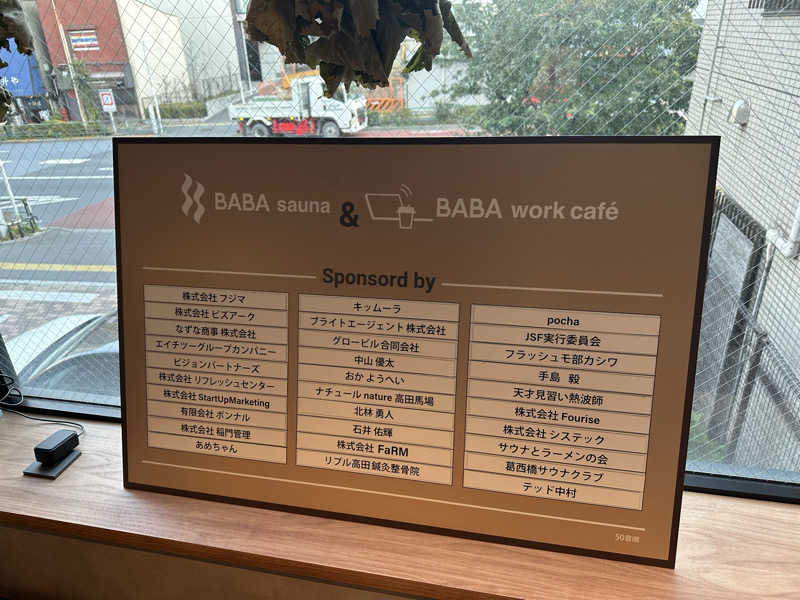 BABA sauna & BABA work café
Sponsord by
株式会社 フジマ
株式会社 ビズアーク
なずな商事 株式会社
エイチツーグループカンパニー
ビジョンパートナーズ
株式会社 リフレッシュセンター
株式会社 StartUpMarketing
有限会社 ボンナル
株式会社 稲門管理
あめちゃん
キッムーラ
ブライトエージェント 株式会社
グロービル 合同会社
中山 優太
おか ようへい
ナチュール nature 高田馬場
北林 勇人
石井 佑輝
株式会社 FaRM
リブル高田 鍼灸整骨院
pocha
JSF実行委員会
フラッシュモ部カシワ
手島 毅
天才見習い熱波師
株式会社 Fourise
株式会社 システック
サウナとラーメンの会
葛西橋サウナクラブ
テッド中村
50音順